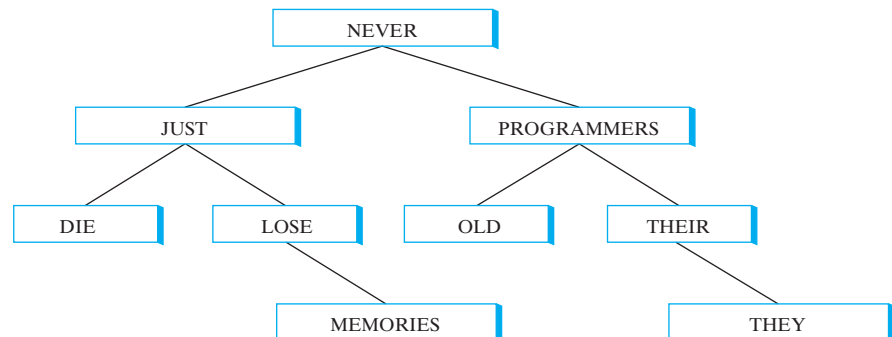 NEVER
JUST PROGRAMMERS
DIE LOSE OLD THEIR
MEMORIES THEY